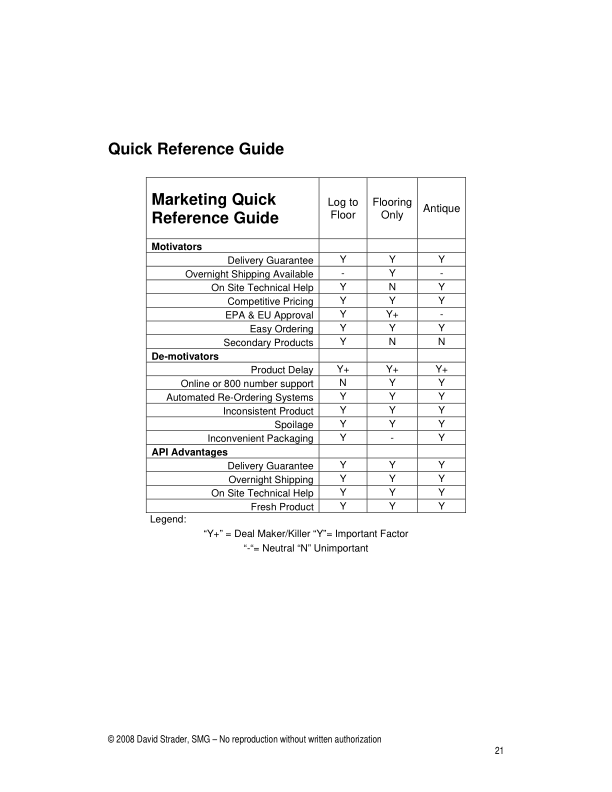 Quick Reference Guide
Marketing Quick
Reference Guide
Log to
Floor
Flooring
Only
Antique
Motivators
Delivery Guarantee Y Y Y
Overnight Shipping Available - Y -
On Site Technical Help Y N Y
Competitive Pricing Y Y Y
EPA & EU Approval Y Y+ -
Easy Ordering Y Y Y
Secondary Products Y N N
De-motivators
Product Delay Y+ Y+ Y+
Online or 800 number support N Y Y
Automated Re-Ordering Systems Y Y Y
Inconsistent Product Y Y Y
Spoilage Y Y Y
Inconvenient Packaging Y - Y
API Advantages
Delivery Guarantee Y Y Y
Overnight Shipping Y Y Y
On Site Technical Help Y Y Y
Fresh Product Y Y Y
Legend:
“Y+” = Deal Maker/Killer “Y”= Important Factor
“-“= Neutral “N” Unimportant
© 2008 David Strader, SMG – No reproduction without written authorization
21